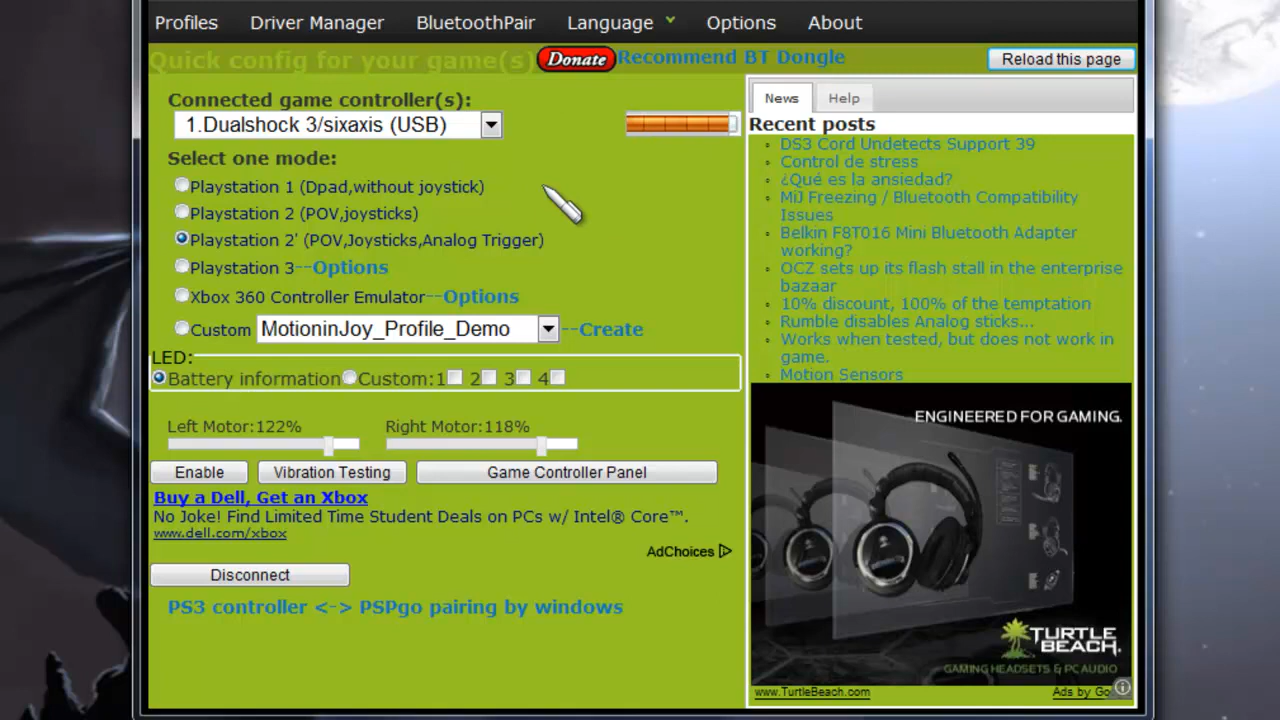 Profiles Driver Manager BluetoothPair Language Options About
Quick config for your game(s) Donate Recommend BT Dongle Reload this page
Connected game controller(s):
1.Dualshock 3/sixaxis (USB)
Select one mode:
Playstation 1 (Dpad,without joystick)
Playstation 2 (POV,joysticks)
Playstation 2' (POV,Joysticks,Analog Trigger)
Playstation 3--Options
Xbox 360 Controller Emulator--Options
Custom MotioninJoy_Profile_Demo --Create
LED:
Battery information Custom:1 2 3 4
Left Motor:122% Right Motor:118%
Enable Vibration Testing Game Controller Panel
Buy a Dell, Get an Xbox
No Joke! Find Limited Time Student Deals on PCs w/ Intel® Core™.
www.dell.com/xbox
AdChoices
Disconnect
PS3 controller <-> PSPgo pairing by windows
News Help
Recent posts
DS3 Cord Undetects Support 39
Control de stress
¿Qué es la ansiedad?
MiJ Freezing / Bluetooth Compatibility
Issues
Belkin F8T016 Mini Bluetooth Adapter
working?
OCZ sets up its flash stall in the enterprise
bazaar
10% discount, 100% of the temptation
Rumble disables Analog sticks...
Works when tested, but does not work in
game.
Motion Sensors
ENGINEERED FOR GAMING.
TURTLE
BEACH.
GAMING HEADSETS & PC AUDIO
www.TurtleBeach.com Ads by Go